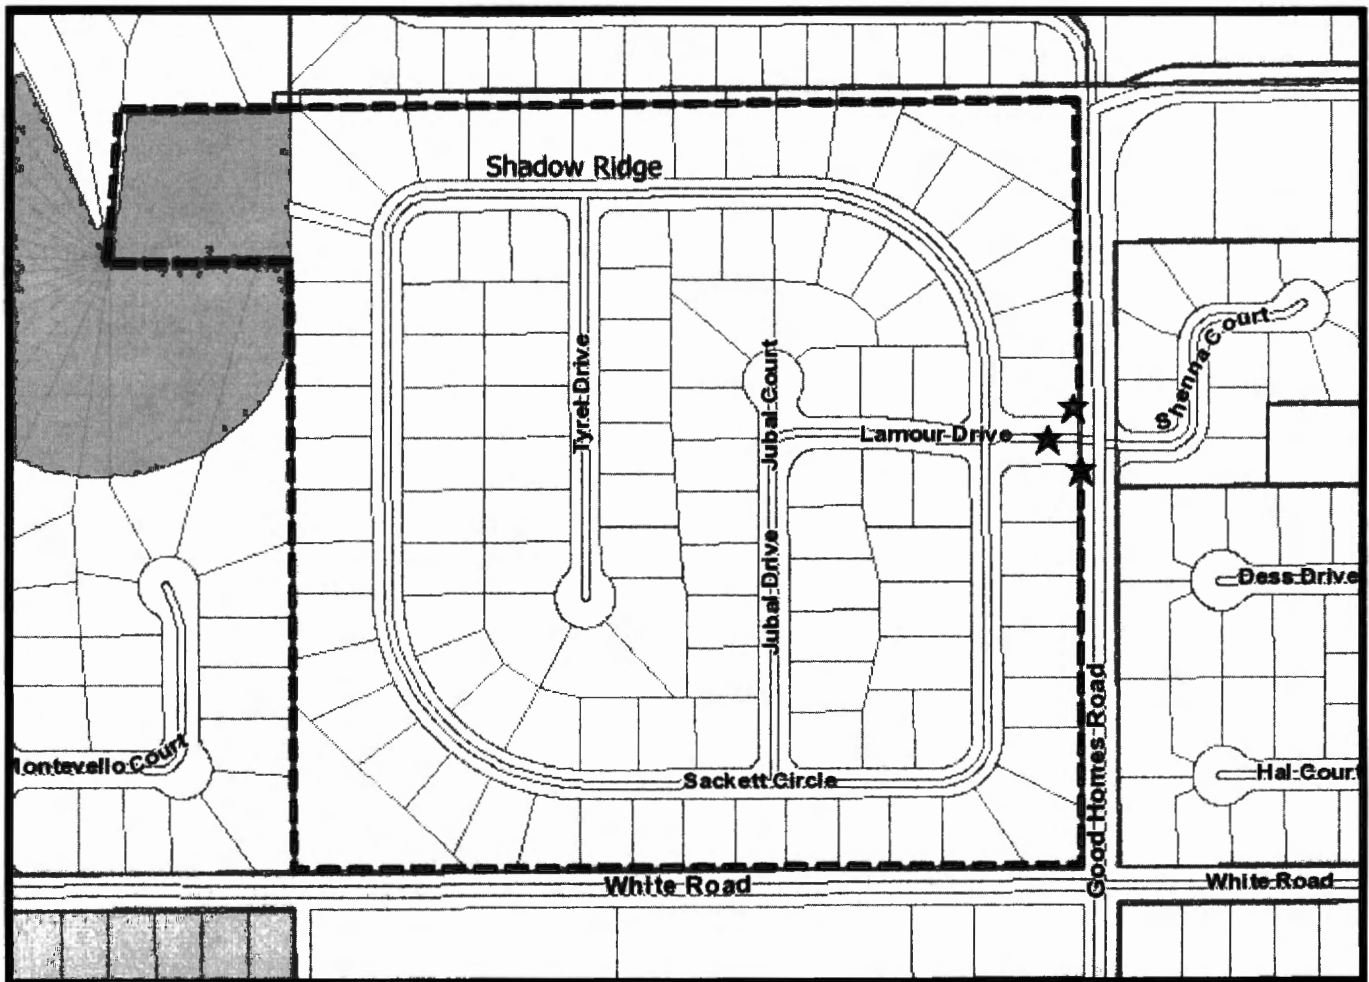 Shadow Ridge
Tyrel Drive
Jubal Court
Lamour Drive
Shenna Court
Jubal Drive
Dess Drive
Montevello Court
Sackett Circle
Good Homes Road
Hal Court
White Road
White Road